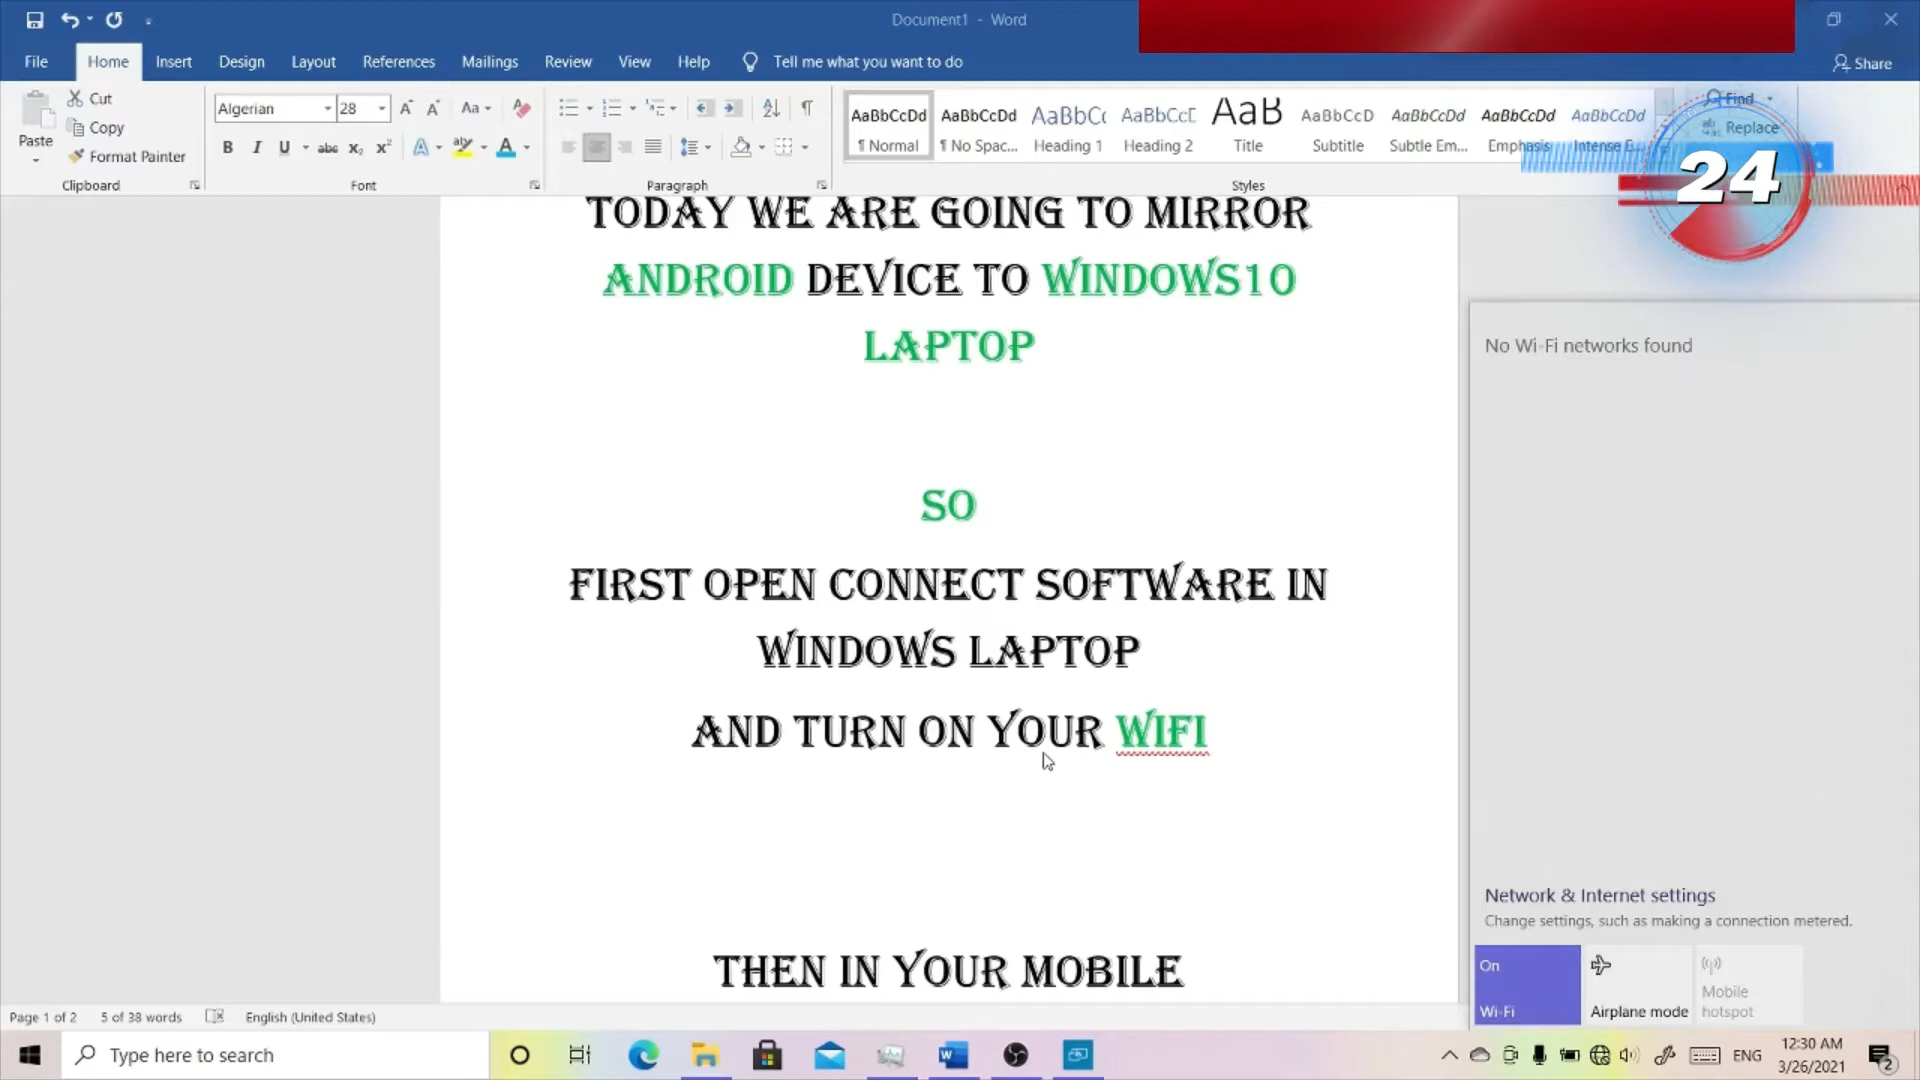 Document1 - Word
File Home Insert Design Layout References Mailings Review View Help Tell me what you want to do Share
Paste Cut Copy Format Painter
Algerian 28
AaBbCcDd AaBbCcDd AaBbCc AaBbCcD AaB AaBbCcD AaBbCcDd AaBbCcDd AaBbCcDd
¶ Normal ¶ No Spac... Heading 1 Heading 2 Title Subtitle Subtle Em... Emphasis Intense E...
Find
Replace
24
Clipboard Font Paragraph Styles
TODAY WE ARE GOING TO MIRROR
ANDROID DEVICE TO WINDOWS10
LAPTOP
SO
FIRST OPEN CONNECT SOFTWARE IN
WINDOWS LAPTOP
AND TURN ON YOUR WIFI
THEN IN YOUR MOBILE
No Wi-Fi networks found
Network & Internet settings
Change settings, such as making a connection metered.
On
Wi-Fi
Airplane mode
Mobile
hotspot
Page 1 of 2 5 of 38 words English (United States)
Type here to search
ENG
12:30 AM
3/26/2021
2